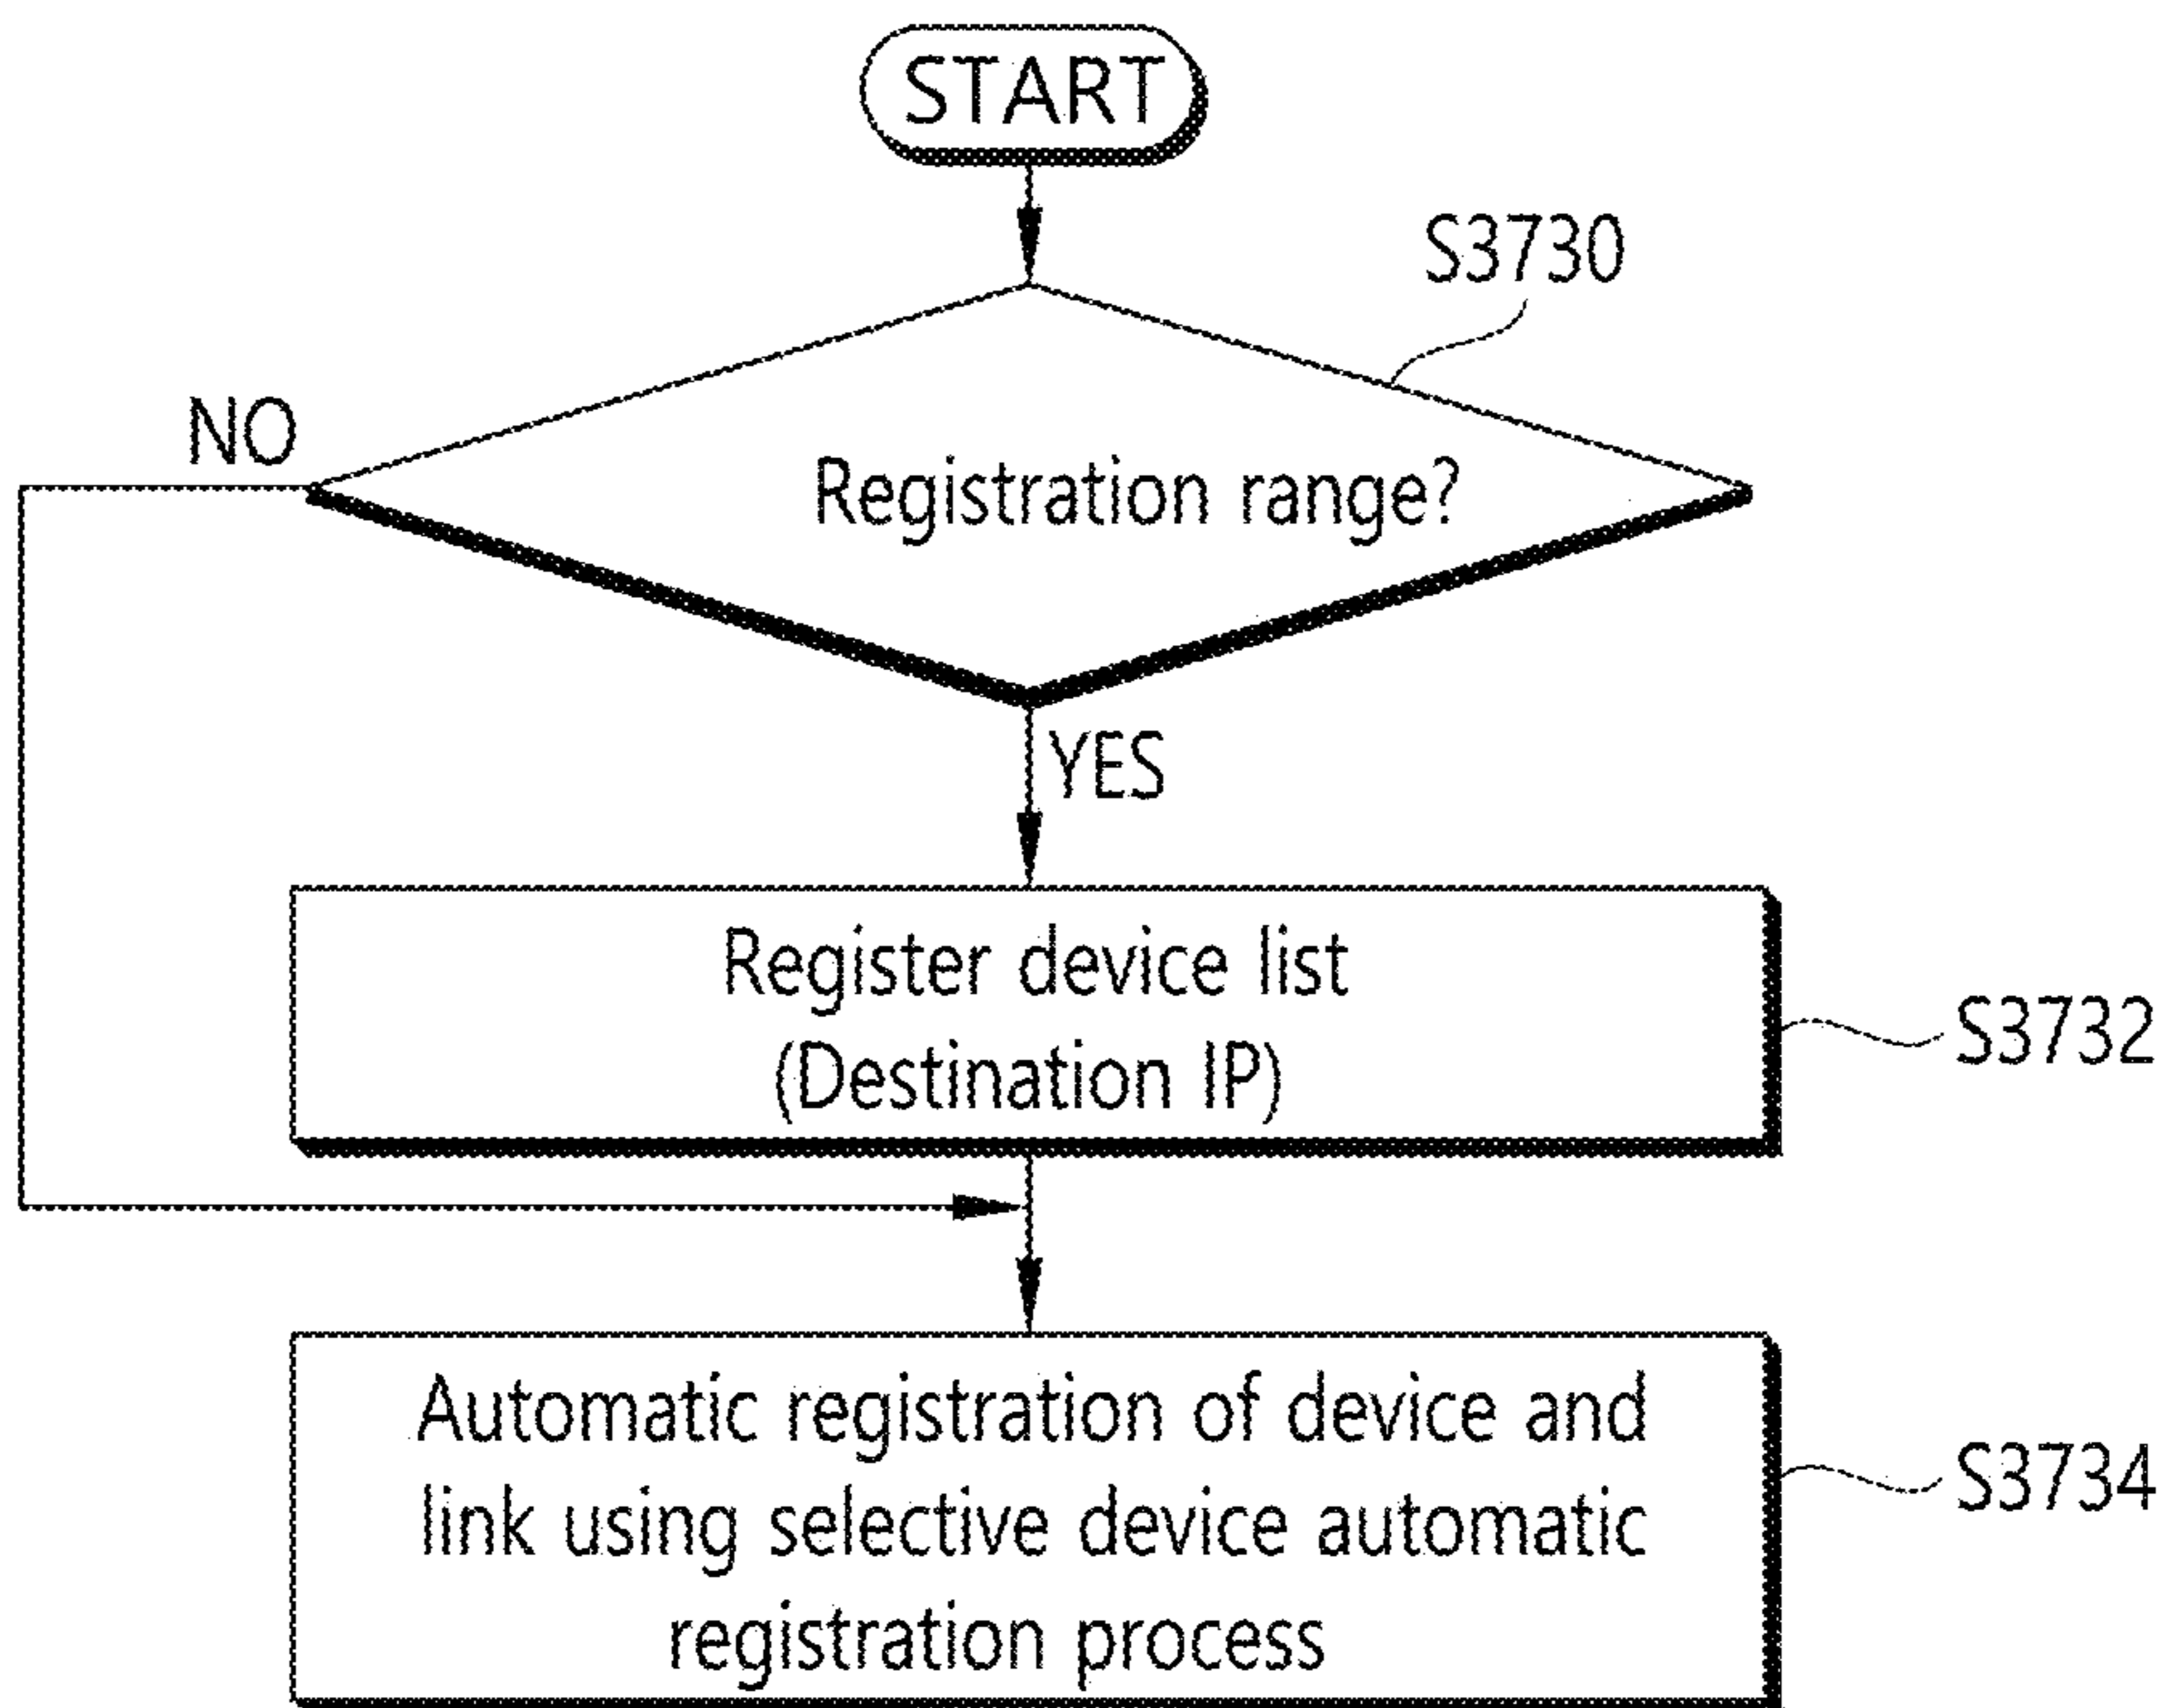 START
S3730
NO
Registration range?
YES
Register device list
(Destination IP)
S3732
Automatic registration of device and
link using selective device automatic
registration process
S3734